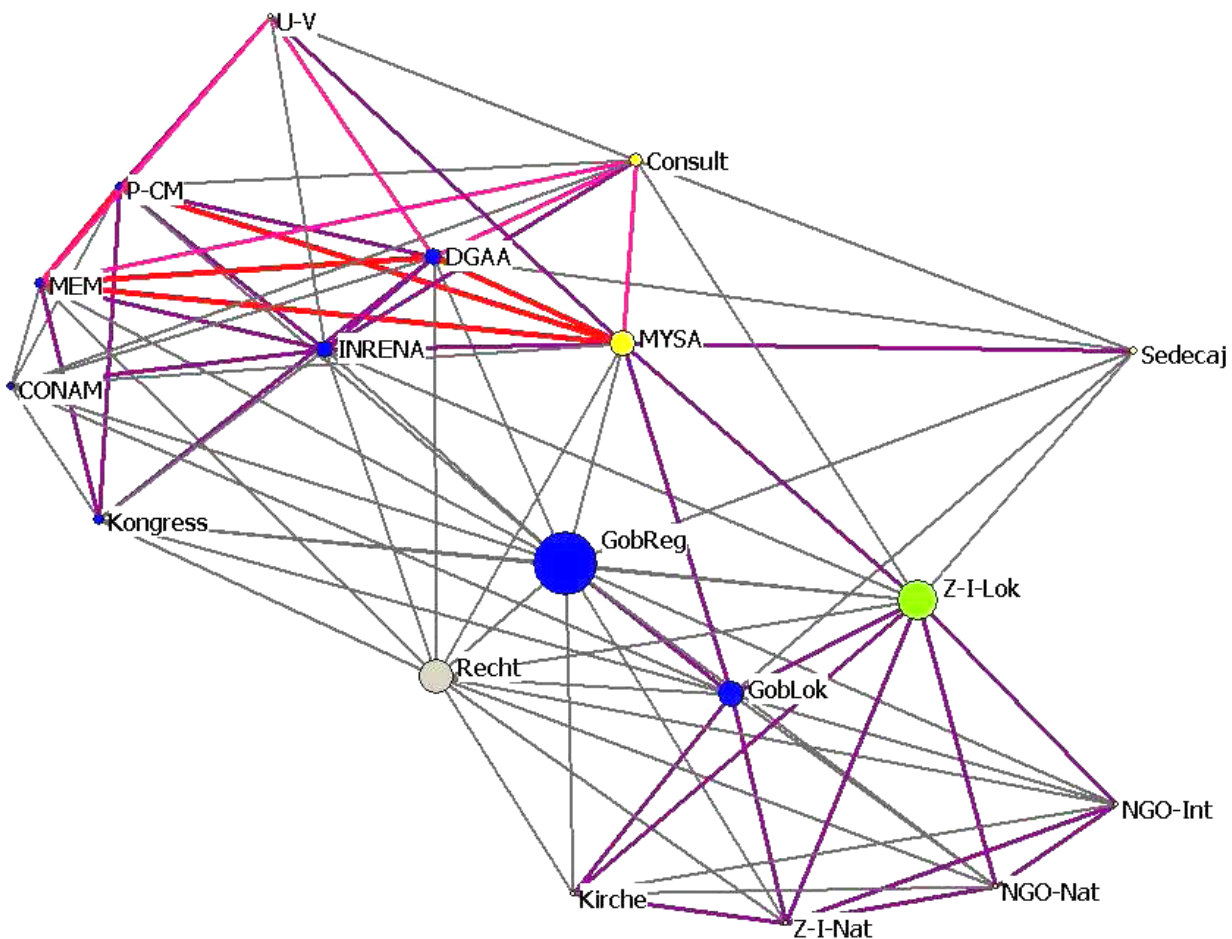 U-V
Consult
P-CM
DGAA
MEM
INRENA
MYSA
Sedecaj
CONAM
Kongress
GobReg
Z-I-Lok
Recht
GobLok
NGO-Int
Kirche
NGO-Nat
Z-I-Nat